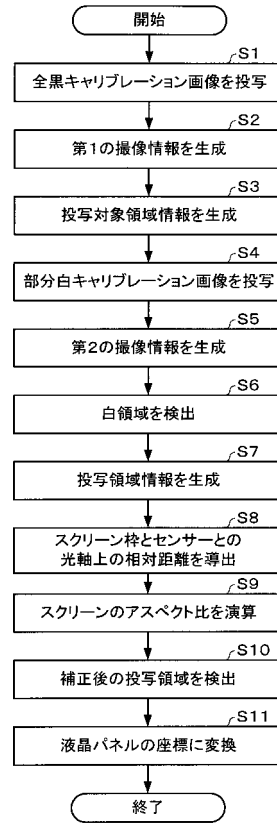 開始
S1
全黒キャリブレーション画像を投写
S2
第1の撮像情報を生成
S3
投写対象領域情報を生成
S4
部分白キャリブレーション画像を投写
S5
第2の撮像情報を生成
S6
白領域を検出
S7
投写領域情報を生成
S8
スクリーン枠とセンサーとの
光軸上の相対距離を導出
S9
スクリーンのアスペクト比を演算
S10
補正後の投写領域を検出
S11
液晶パネルの座標に変換
終了